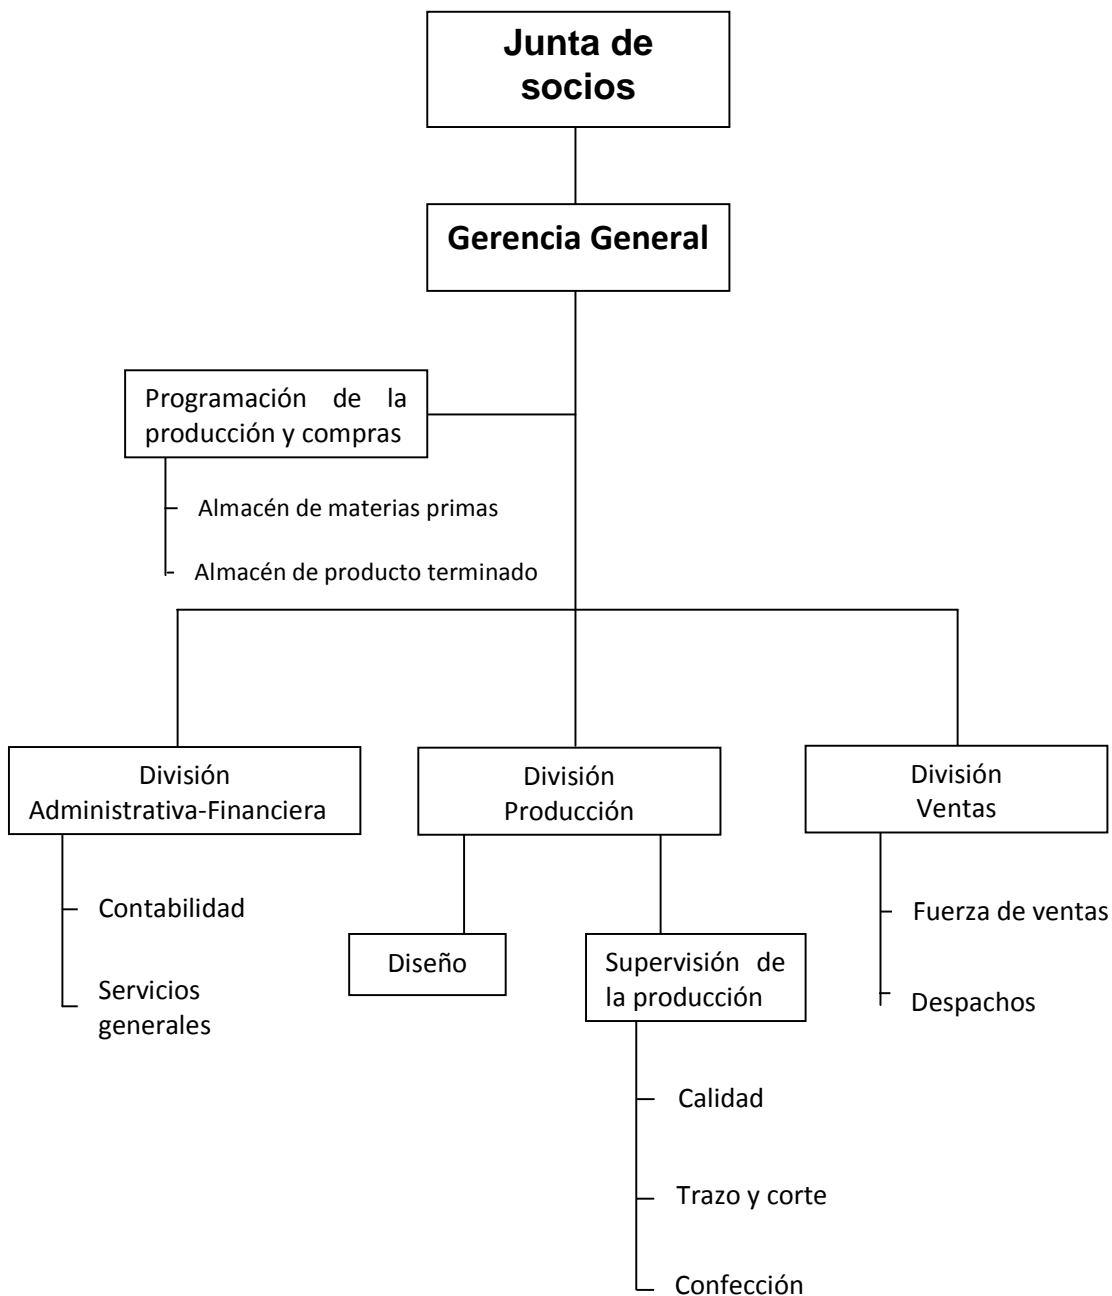 Junta de
socios
Gerencia General
Programación de la
producción y compras
Almacén de materias primas
Almacén de producto terminado
División
Administrativa-Financiera
División
Producción
División
Ventas
Contabilidad
Servicios
generales
Diseño
Supervisión de
la producción
Calidad
Trazo y corte
Confección
Fuerza de ventas
Despachos